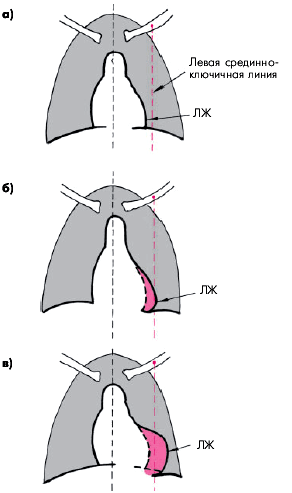 а)
Левая срединно-
ключичная линия
ЛЖ
б)
ЛЖ
в)
ЛЖ